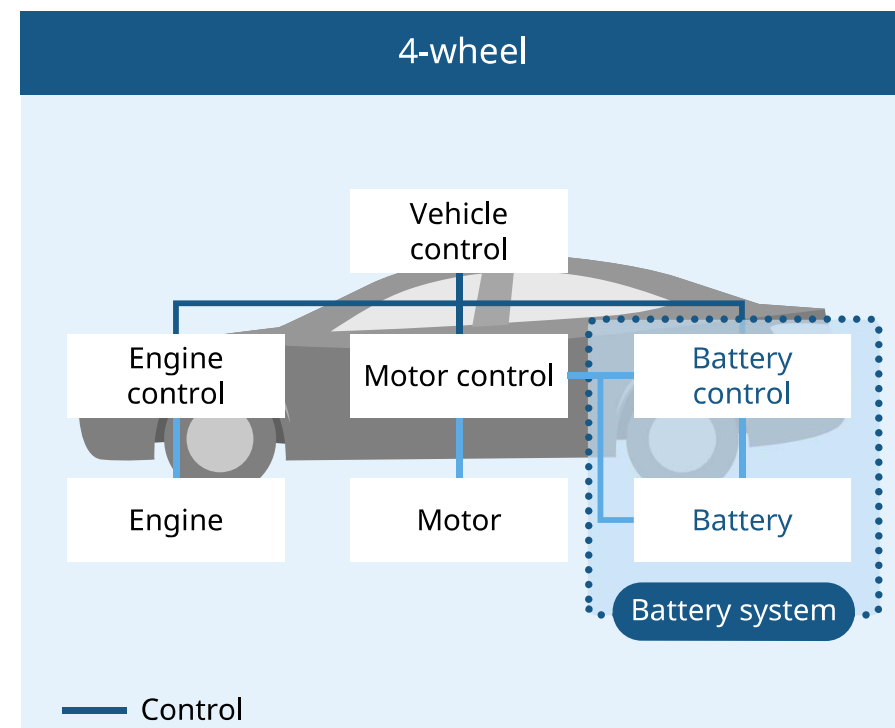 4-wheel
Vehicle
control
Engine
control
Motor control
Battery
control
Engine
Motor
Battery
Battery system
Control